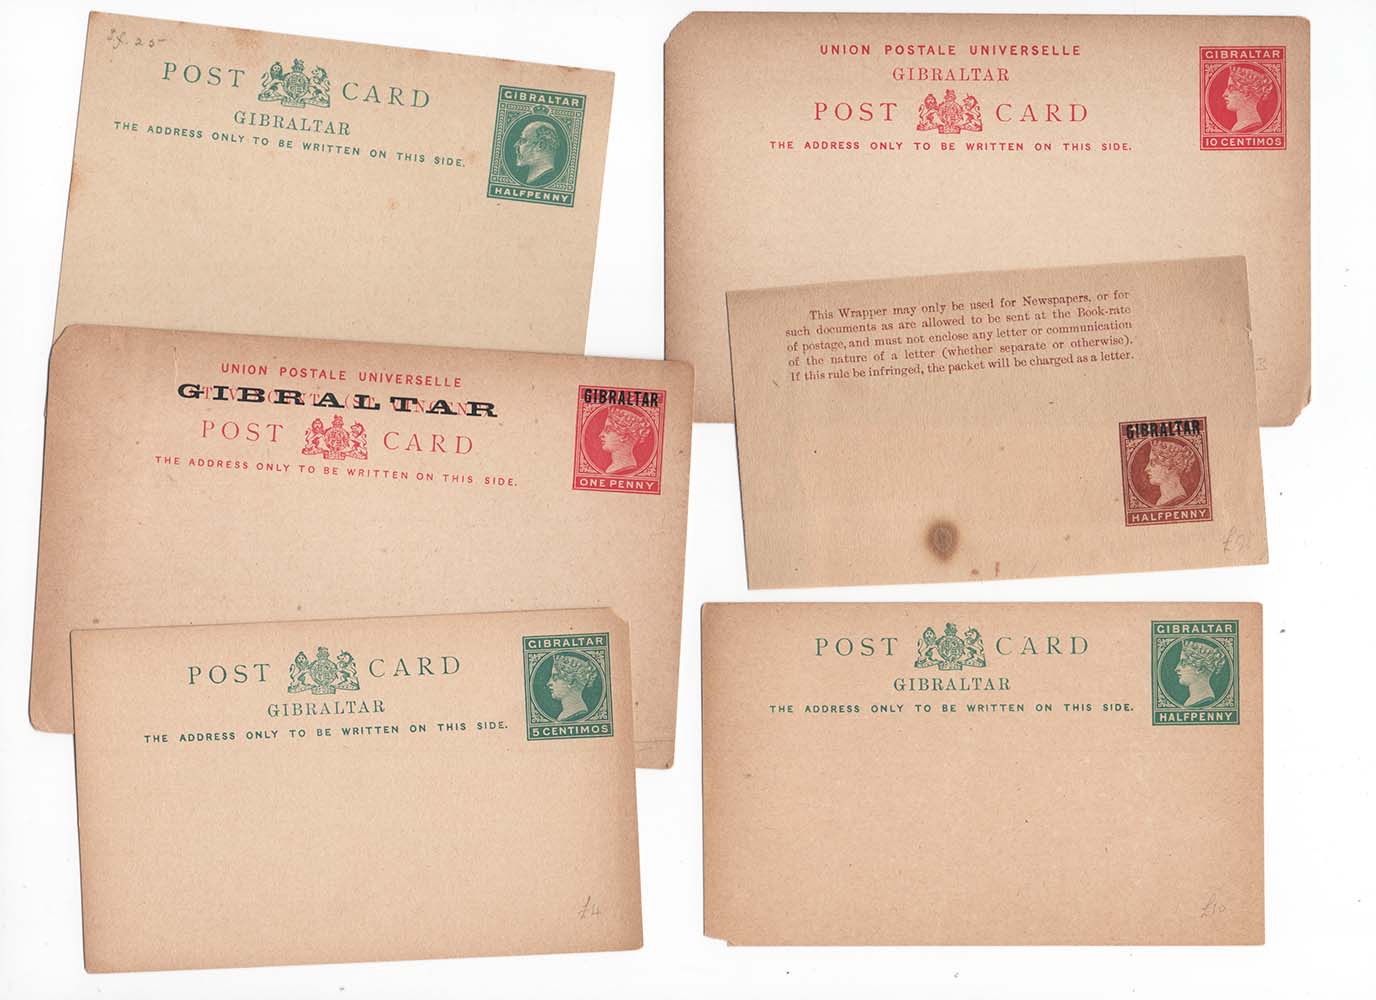 POST CARD
GIBRALTAR
THE ADDRESS ONLY TO BE WRITTEN ON THIS SIDE.
GIBRALTAR
HALFPENNY
UNION POSTALE UNIVERSELLE
GIBRALTAR
POST CARD
THE ADDRESS ONLY TO BE WRITTEN ON THIS SIDE.
GIBRALTAR
10 CENTIMOS
UNION POSTALE UNIVERSELLE
GIBRALTAR
POST CARD
THE ADDRESS ONLY TO BE WRITTEN ON THIS SIDE.
GIBRALTAR
ONE PENNY
This Wrapper may only be used for Newspapers, or for
such documents as are allowed to be sent at the Book-rate
of postage, and must not enclose any letter or communication
of the nature of a letter (whether separate or otherwise).
If this rule be infringed, the packet will be charged as a letter.
GIBRALTAR
HALFPENNY
POST CARD
GIBRALTAR
THE ADDRESS ONLY TO BE WRITTEN ON THIS SIDE.
GIBRALTAR
5 CENTIMOS
£4
POST CARD
GIBRALTAR
THE ADDRESS ONLY TO BE WRITTEN ON THIS SIDE.
GIBRALTAR
HALFPENNY
£10